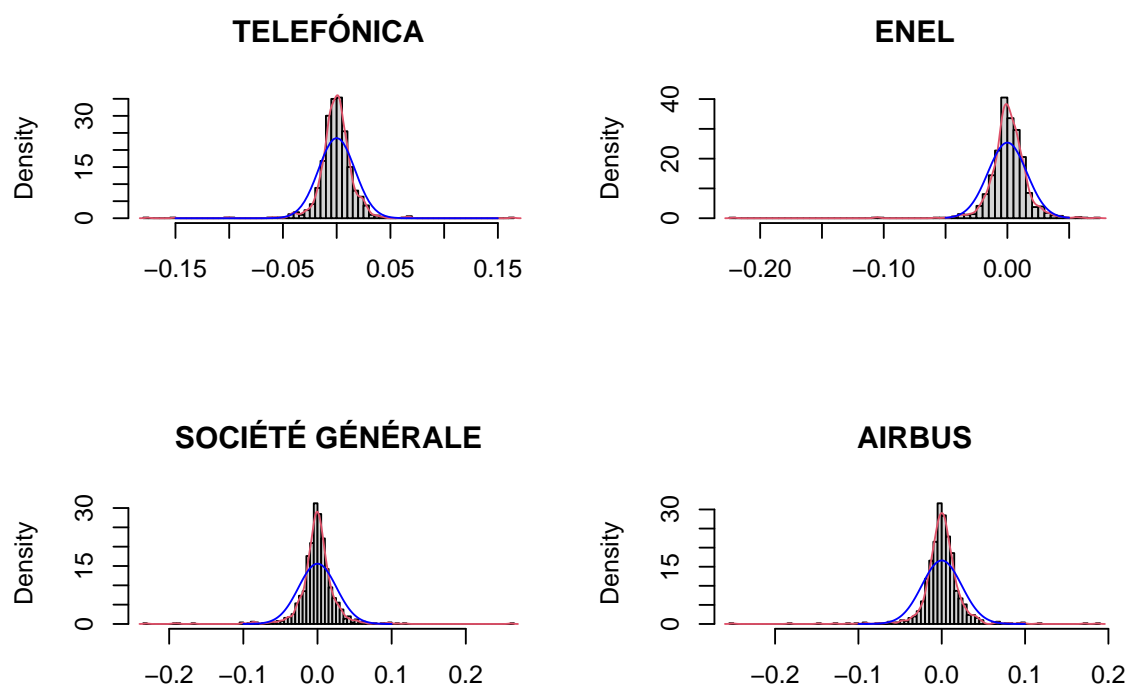 TELEFÓNICA
Density
0 15 30
−0.15 −0.05 0.05 0.15
ENEL
Density
0 20 40
−0.20 −0.10 0.00
SOCIÉTÉ GÉNÉRALE
Density
0 15 30
−0.2 −0.1 0.0 0.1 0.2
AIRBUS
Density
0 15 30
−0.2 −0.1 0.0 0.1 0.2